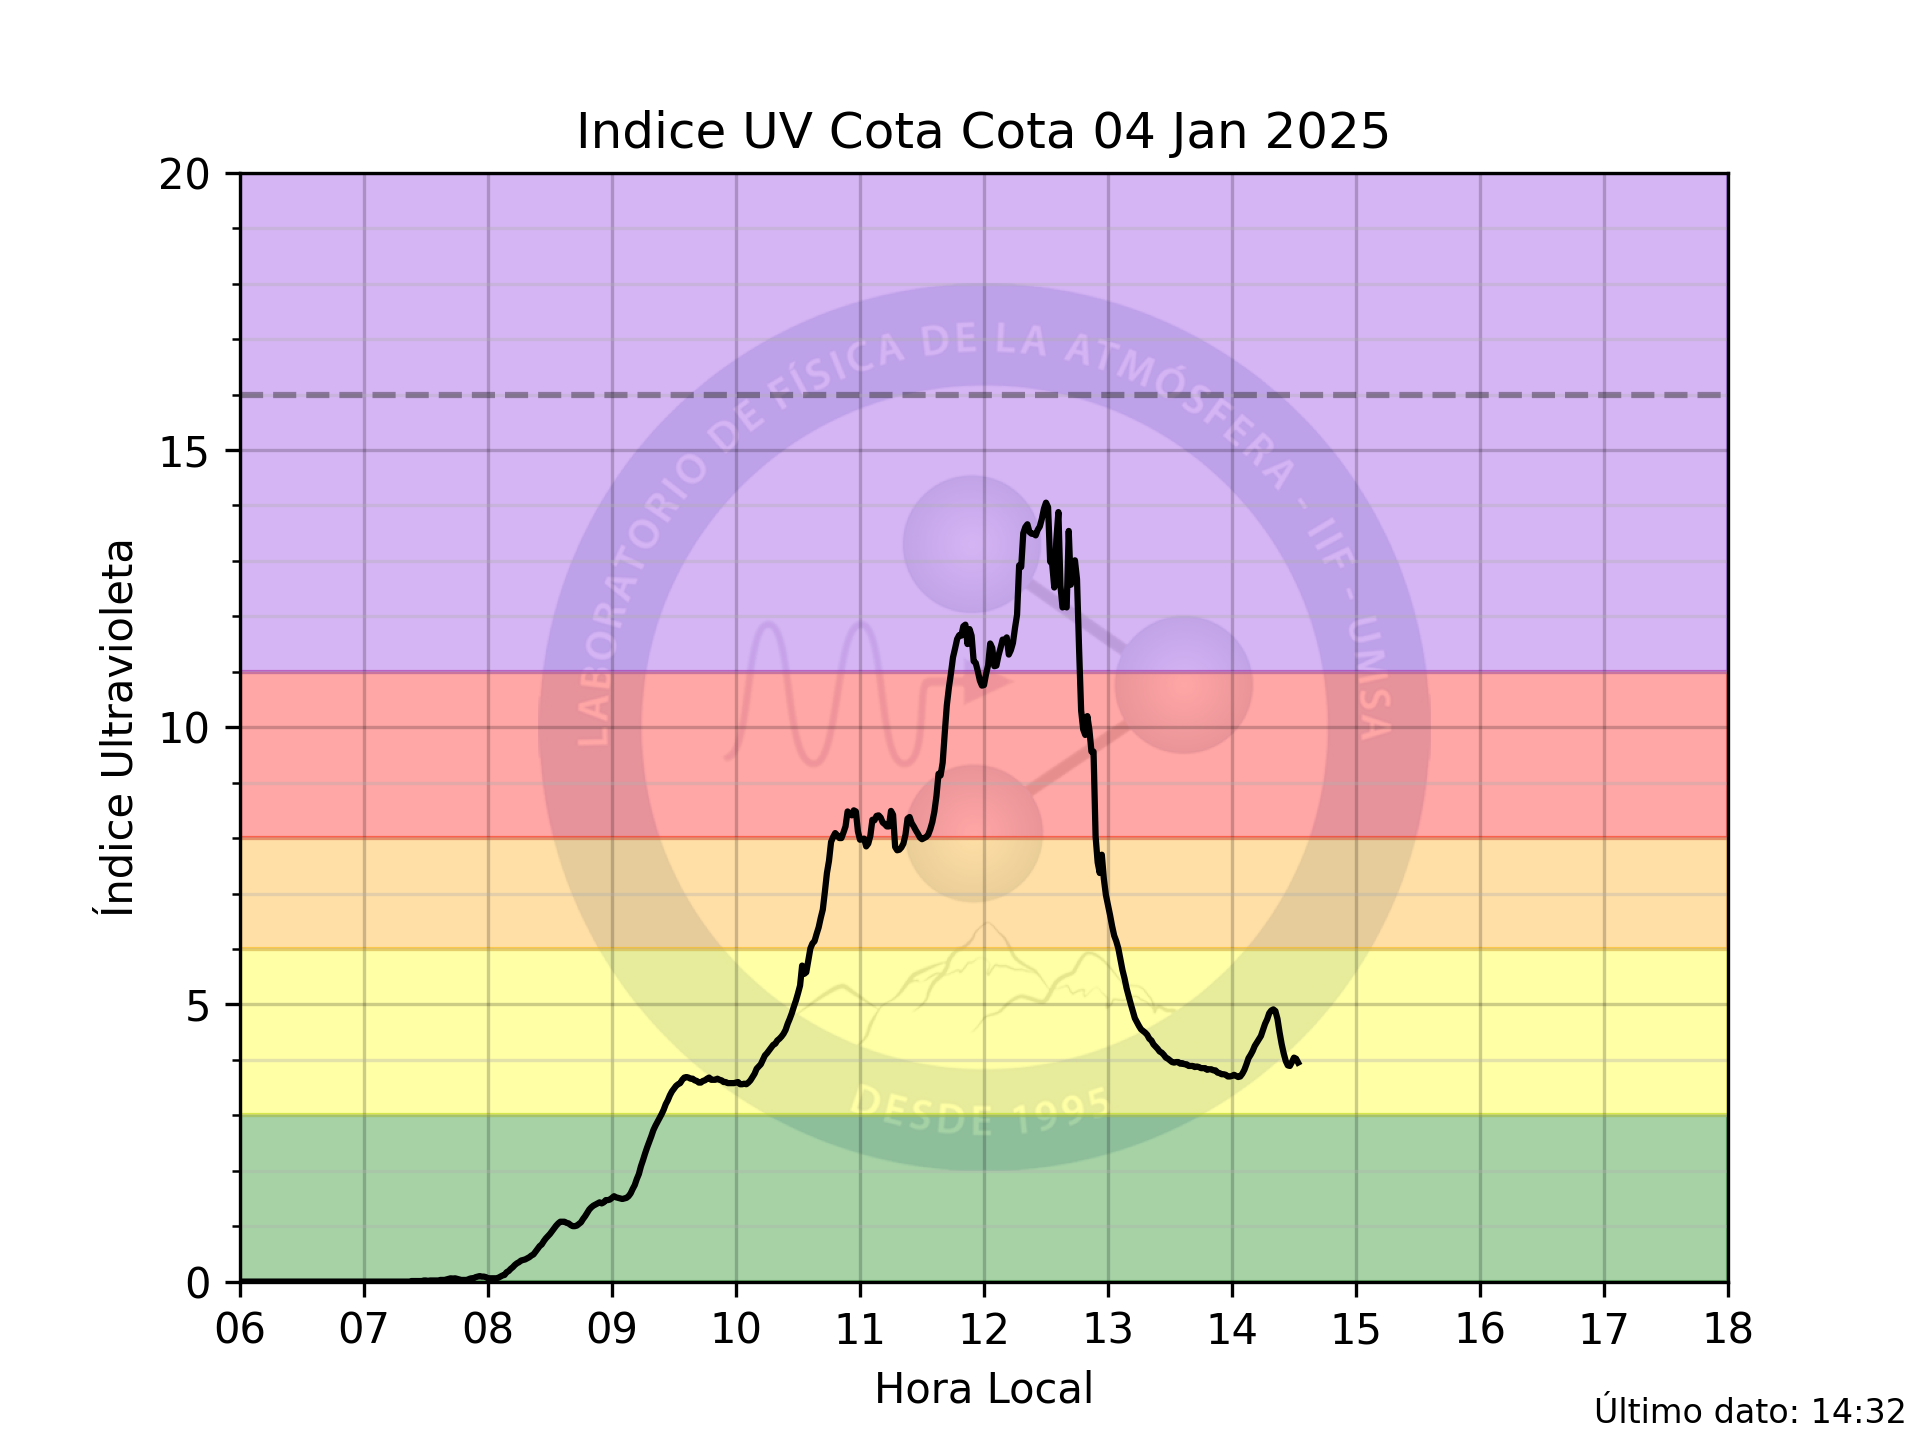 Indice UV Cota Cota 04 Jan 2025
20
15
10
5
0
Índice Ultravioleta
LABORATORIO DE FÍSICA DE LA ATMÓSFERA - IIF - UMSA
DESDE 1995
06 07 08 09 10 11 12 13 14 15 16 17 18
Hora Local
Último dato: 14:32